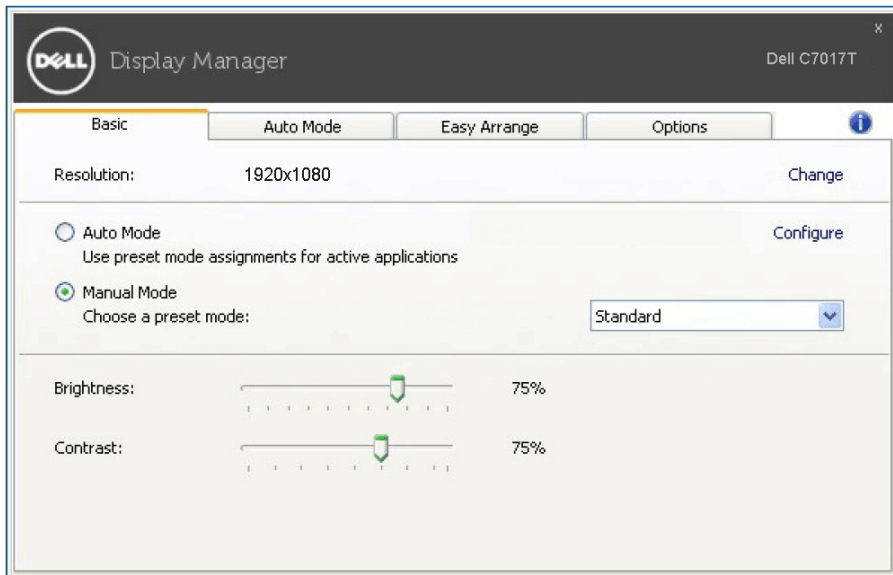 DELL Display Manager
x
Dell C7017T
Basic Auto Mode Easy Arrange Options i
Resolution: 1920x1080 Change
Auto Mode Configure
Use preset mode assignments for active applications
Manual Mode
Choose a preset mode: Standard
Brightness: 75%
Contrast: 75%